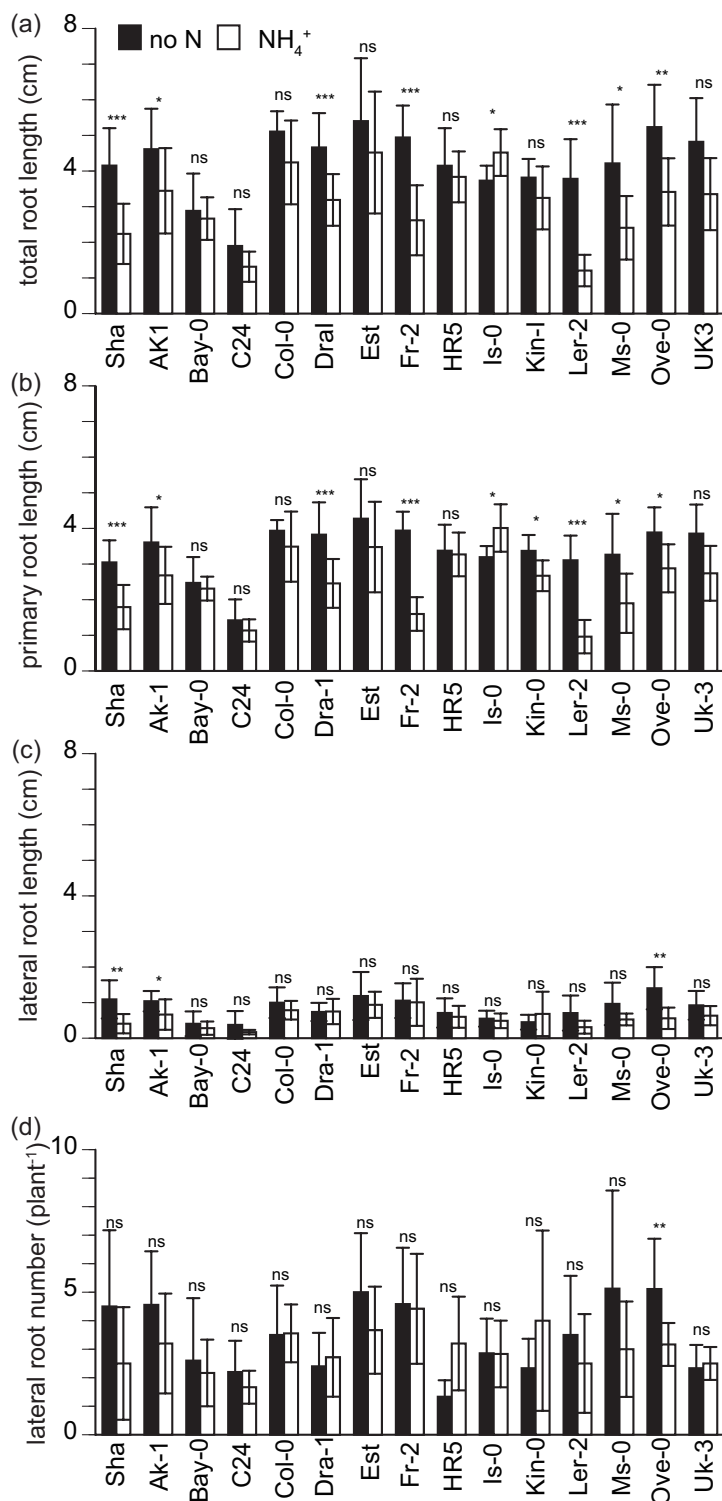 (a)
8
no N NH₄⁺
total root length (cm)
4
0
*** * ns ns ns *** ns *** ns * ns *** * ** ns
Sha AK1 Bay-0 C24 Col-0 DraI Est Fr-2 HR5 Is-0 Kin-I Ler-2 Ms-0 Ove-0 UK3
(b)
8
primary root length (cm)
4
0
*** * ns ns ns *** ns *** ns * * *** * * ns
Sha Ak-1 Bay-0 C24 Col-0 Dra-1 Est Fr-2 HR5 Is-0 Kin-0 Ler-2 Ms-0 Ove-0 Uk-3
(c)
8
lateral root length (cm)
4
0
** * ns ns ns ns ns ns ns ns ns ns ns ** ns
Sha Ak-1 Bay-0 C24 Col-0 Dra-1 Est Fr-2 HR5 Is-0 Kin-0 Ler-2 Ms-0 Ove-0 Uk-3
(d)
10
lateral root number (plant⁻¹)
5
0
ns ns ns ns ns ns ns ns ns ns ns ns ns ** ns
Sha Ak-1 Bay-0 C24 Col-0 Dra-1 Est Fr-2 HR5 Is-0 Kin-0 Ler-2 Ms-0 Ove-0 Uk-3